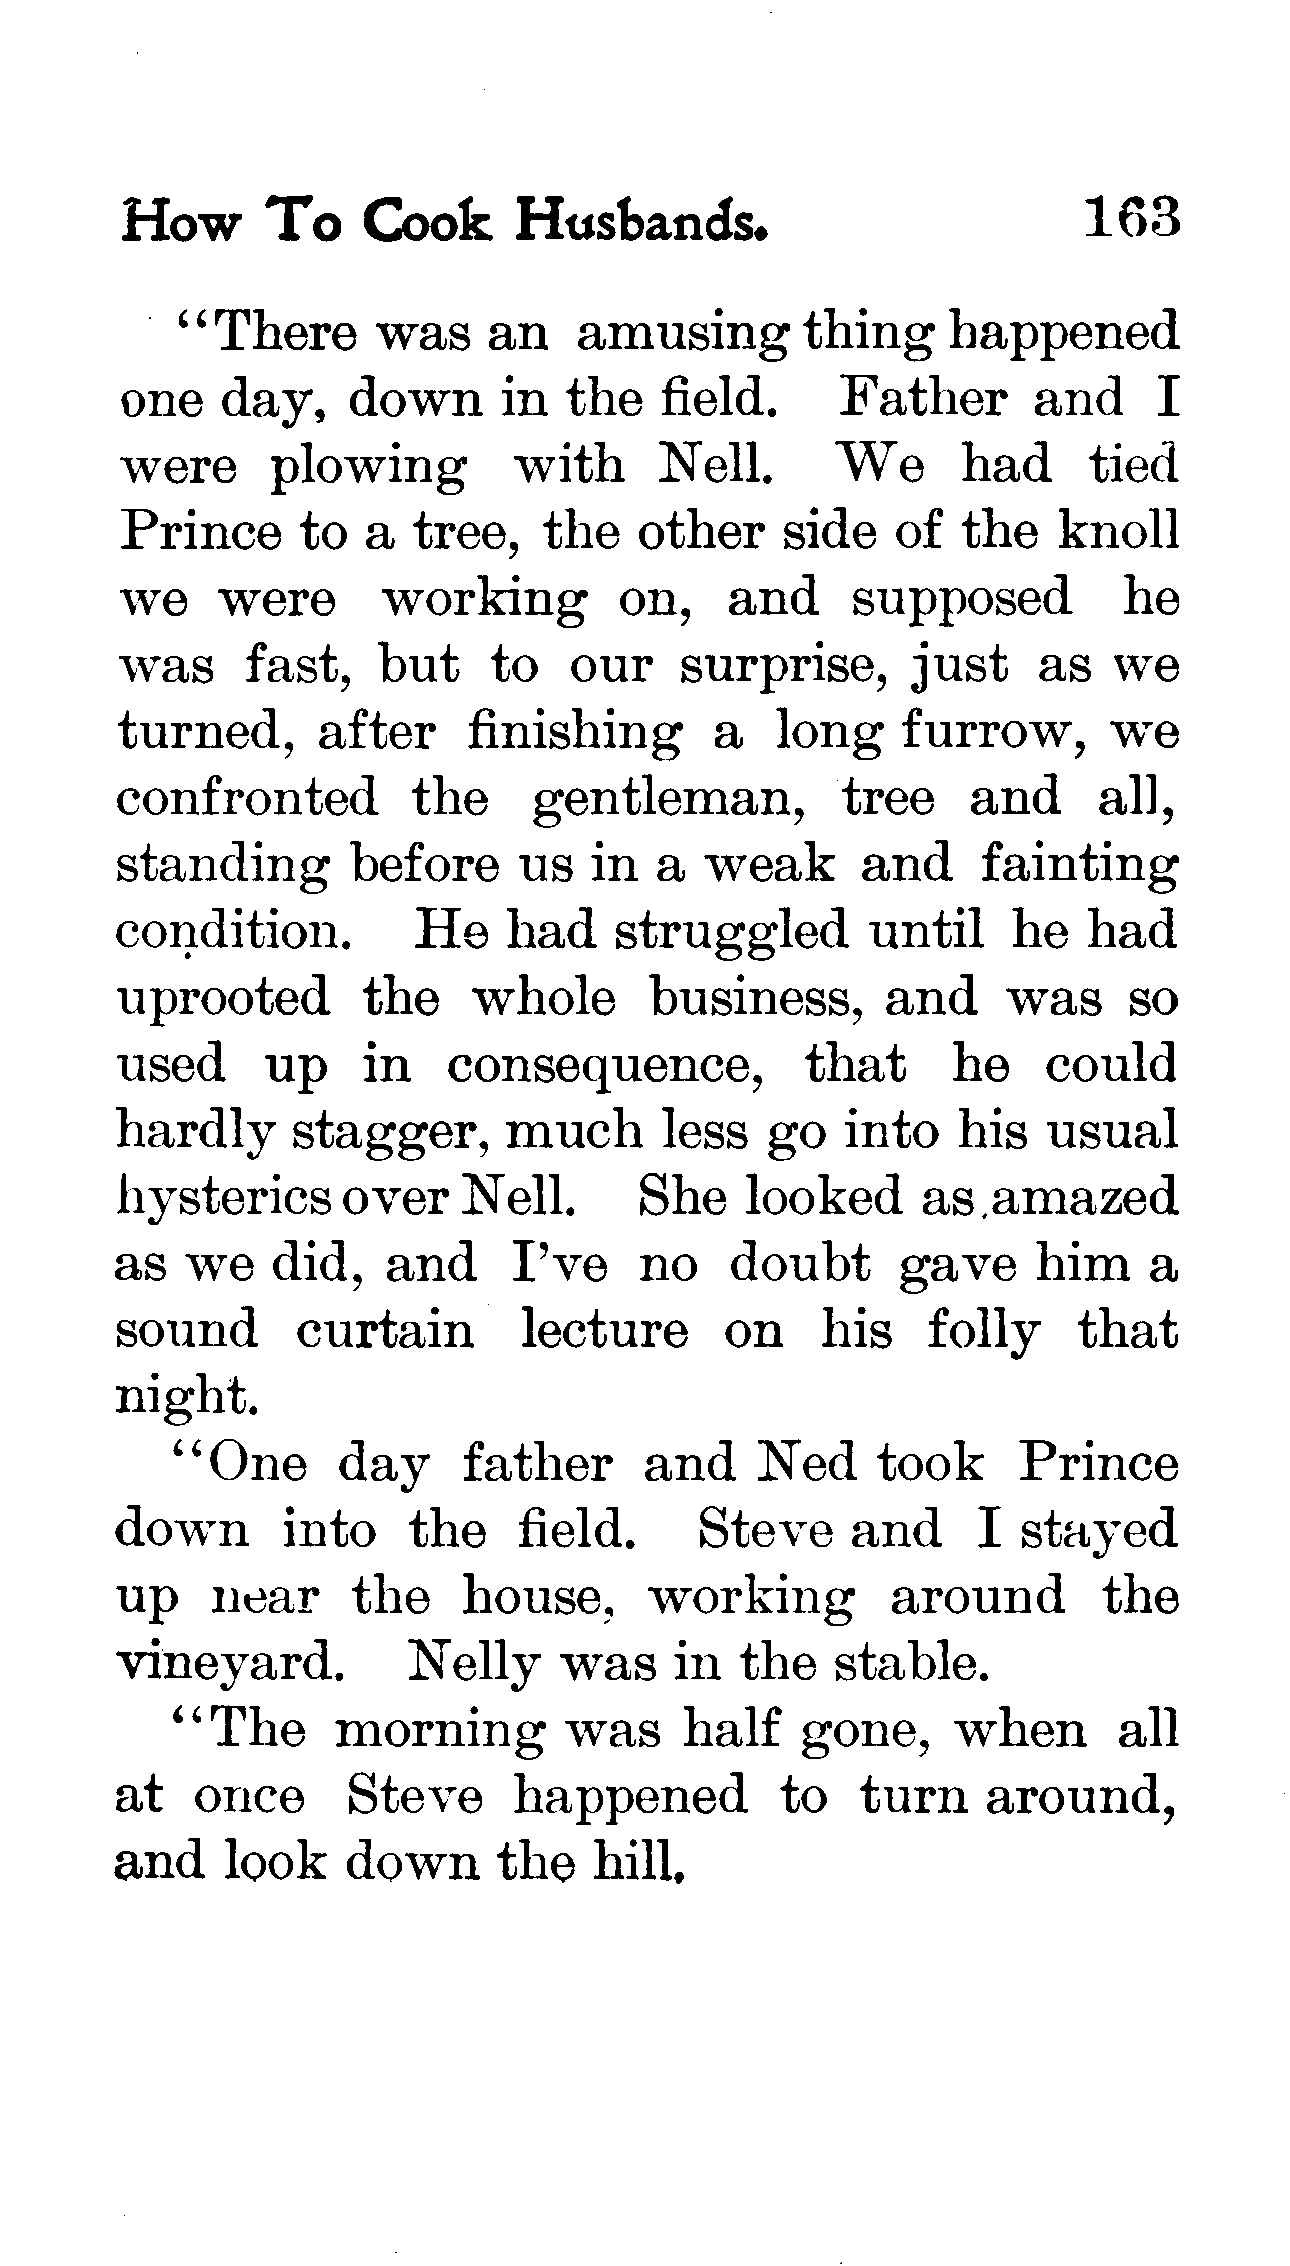 How To Cook Husbands. 163
“There was an amusing thing happened
one day, down in the field. Father and I
were plowing with Nell. We had tied
Prince to a tree, the other side of the knoll
we were working on, and supposed he
was fast, but to our surprise, just as we
turned, after finishing a long furrow, we
confronted the gentleman, tree and all,
standing before us in a weak and fainting
condition. He had struggled until he had
uprooted the whole business, and was so
used up in consequence, that he could
hardly stagger, much less go into his usual
hysterics over Nell. She looked as amazed
as we did, and I’ve no doubt gave him a
sound curtain lecture on his folly that
night.
“One day father and Ned took Prince
down into the field. Steve and I stayed
up near the house, working around the
vineyard. Nelly was in the stable.
“The morning was half gone, when all
at once Steve happened to turn around,
and look down the hill.